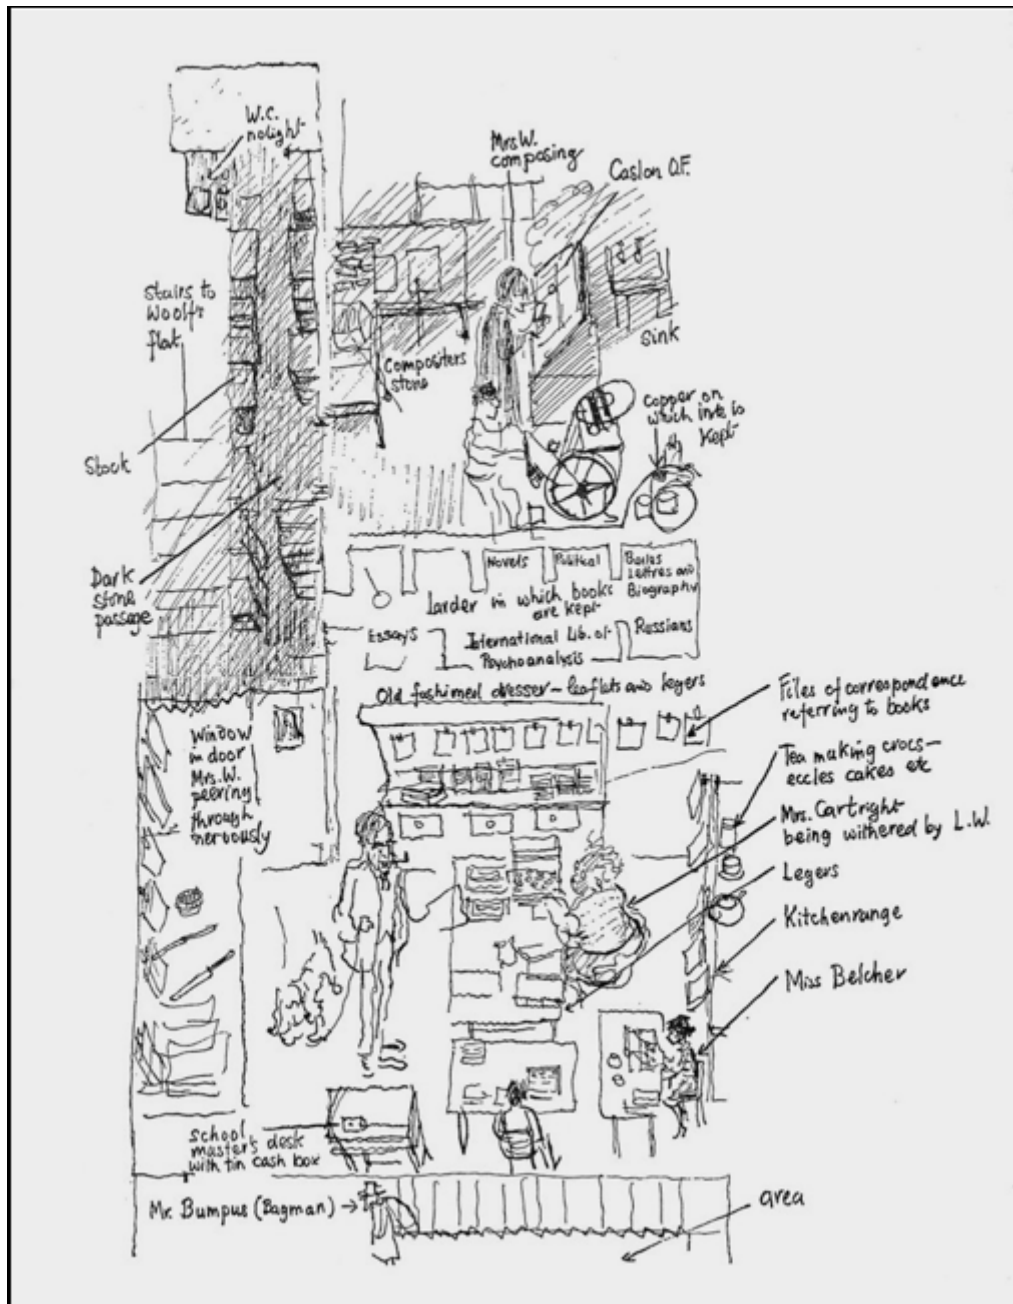 W.C.
nolight
Mrs W.
composing
Caslon O.F.
Stairs to
Woolf's
flat
Compositers
stone
Sink
Copper on
which ink is
kept
Stock
Dark
stone
passage
Novels
Political
Belles
Lettres and
Biography
Larder in which books
are kept
Essays
International Lib. of
Psychoanalysis
Russians
Old fashioned dresser – leaflets and legers
Files of correspondence
referring to books
Window
in door
Mrs. W.
peering
through
nervously
Tea making crocs –
eccles cakes etc
Mrs. Cartright
being withered by L.W.
Legers
Kitchenrange
Miss Belcher
School
master's desk
with tin cash box
Mr. Bumpus (Bagman)
area